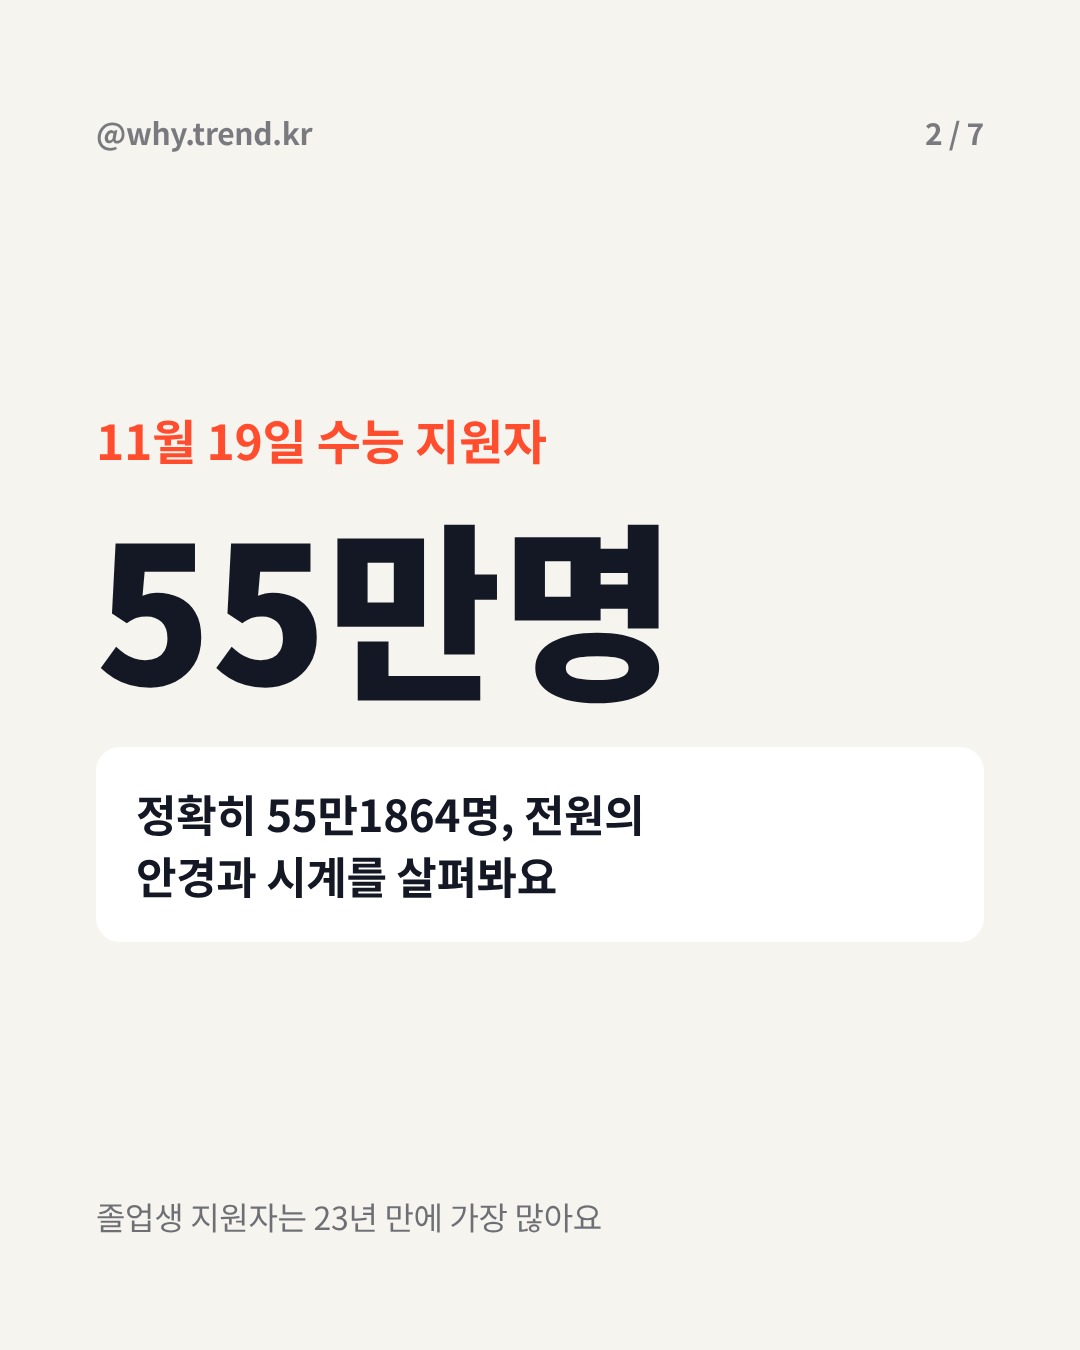 @why.trend.kr
2 / 7
11월 19일 수능 지원자
55만명
정확히 55만1864명, 전원의
안경과 시계를 살펴봐요
졸업생 지원자는 23년 만에 가장 많아요